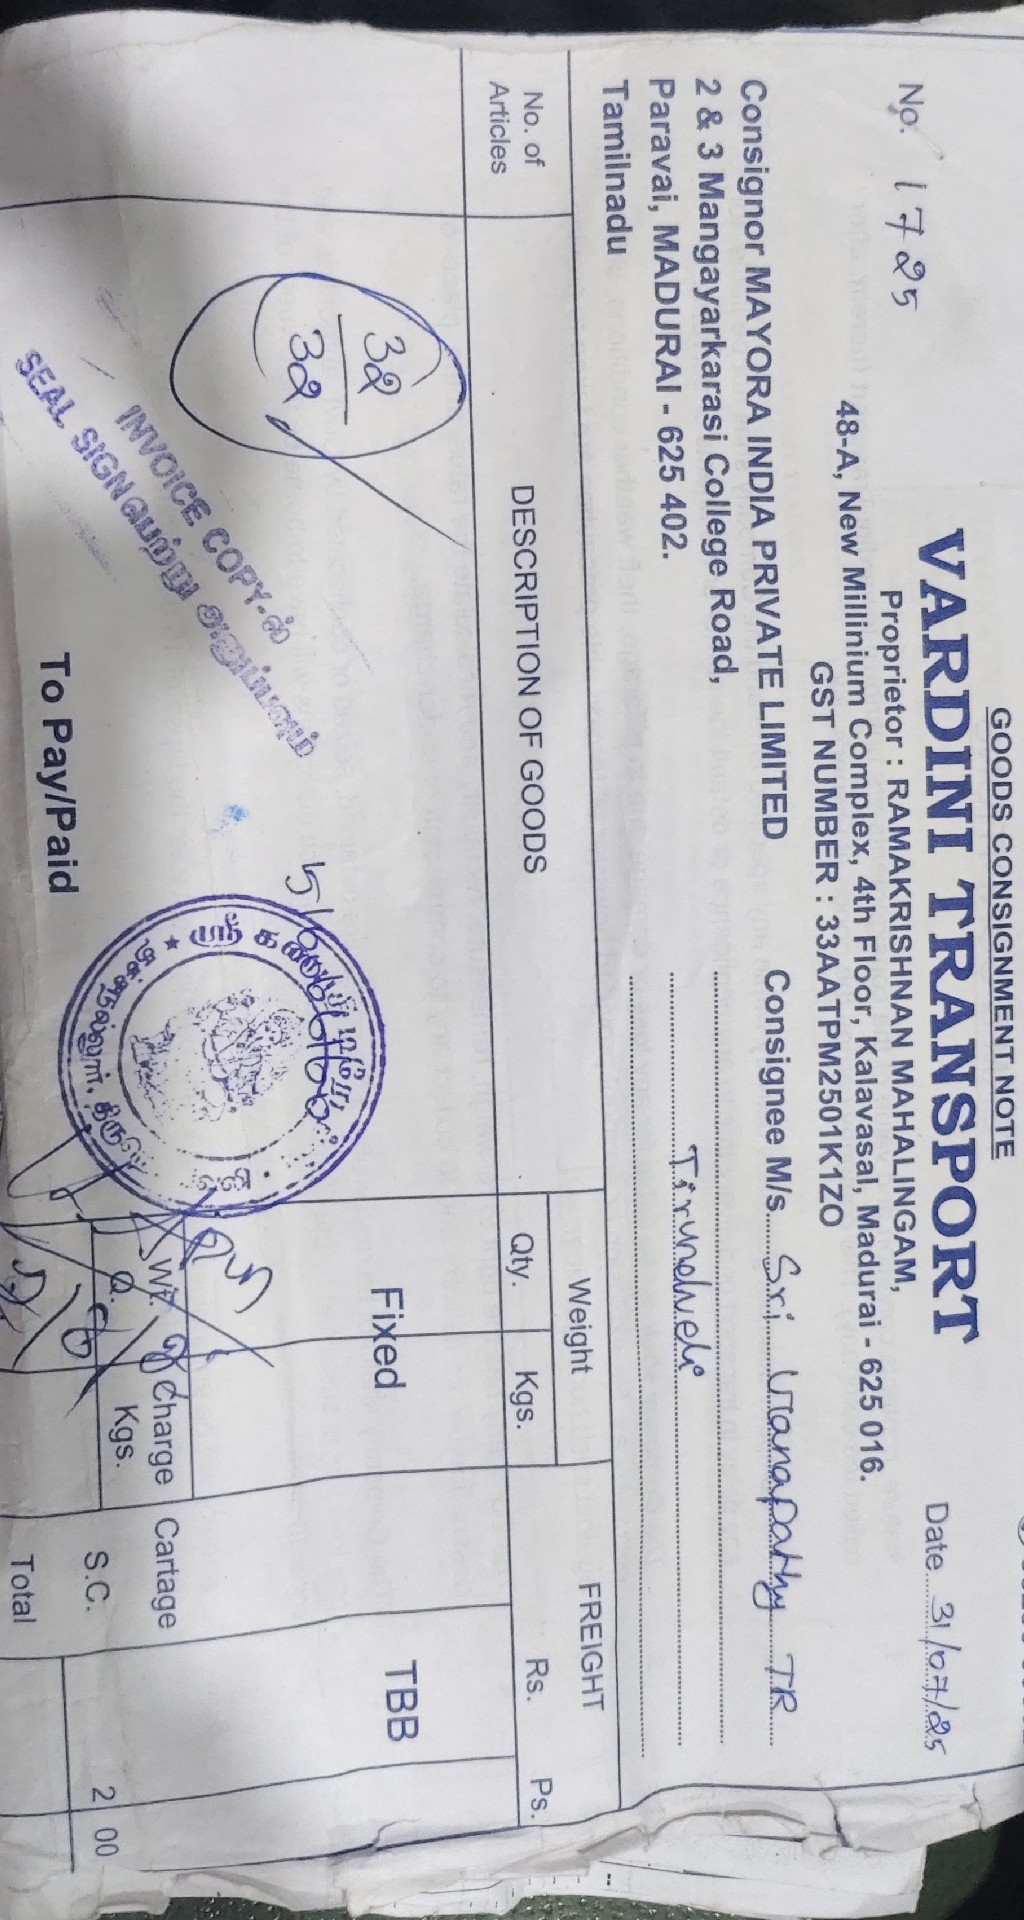 GOODS CONSIGNMENT NOTE
VARDINI TRANSPORT
Proprietor : RAMAKRISHNAN MAHALINGAM,
48-A, New Millinium Complex, 4th Floor, Kalavasal, Madurai - 625 016.
GST NUMBER : 33AATPM2501K1ZO
No. 1725
Date 31/07/25
Consignor MAYORA INDIA PRIVATE LIMITED
2 & 3 Mangayarkarasi College Road,
Paravai, MADURAI - 625 402.
Tamilnadu
Consignee M/s. Sri Vianapathy TR
Tirunelveli
No. of Articles
DESCRIPTION OF GOODS
Weight
Qty. Kgs.
FREIGHT
Rs. Ps.
32
32
Fixed
TBB
INVOICE COPY-ல்
SEAL SIGN பெற்று அனுப்பவும்
Wt. Charge
Q. Kgs.
Cartage
S.C. 2 00
To Pay/Paid
Total